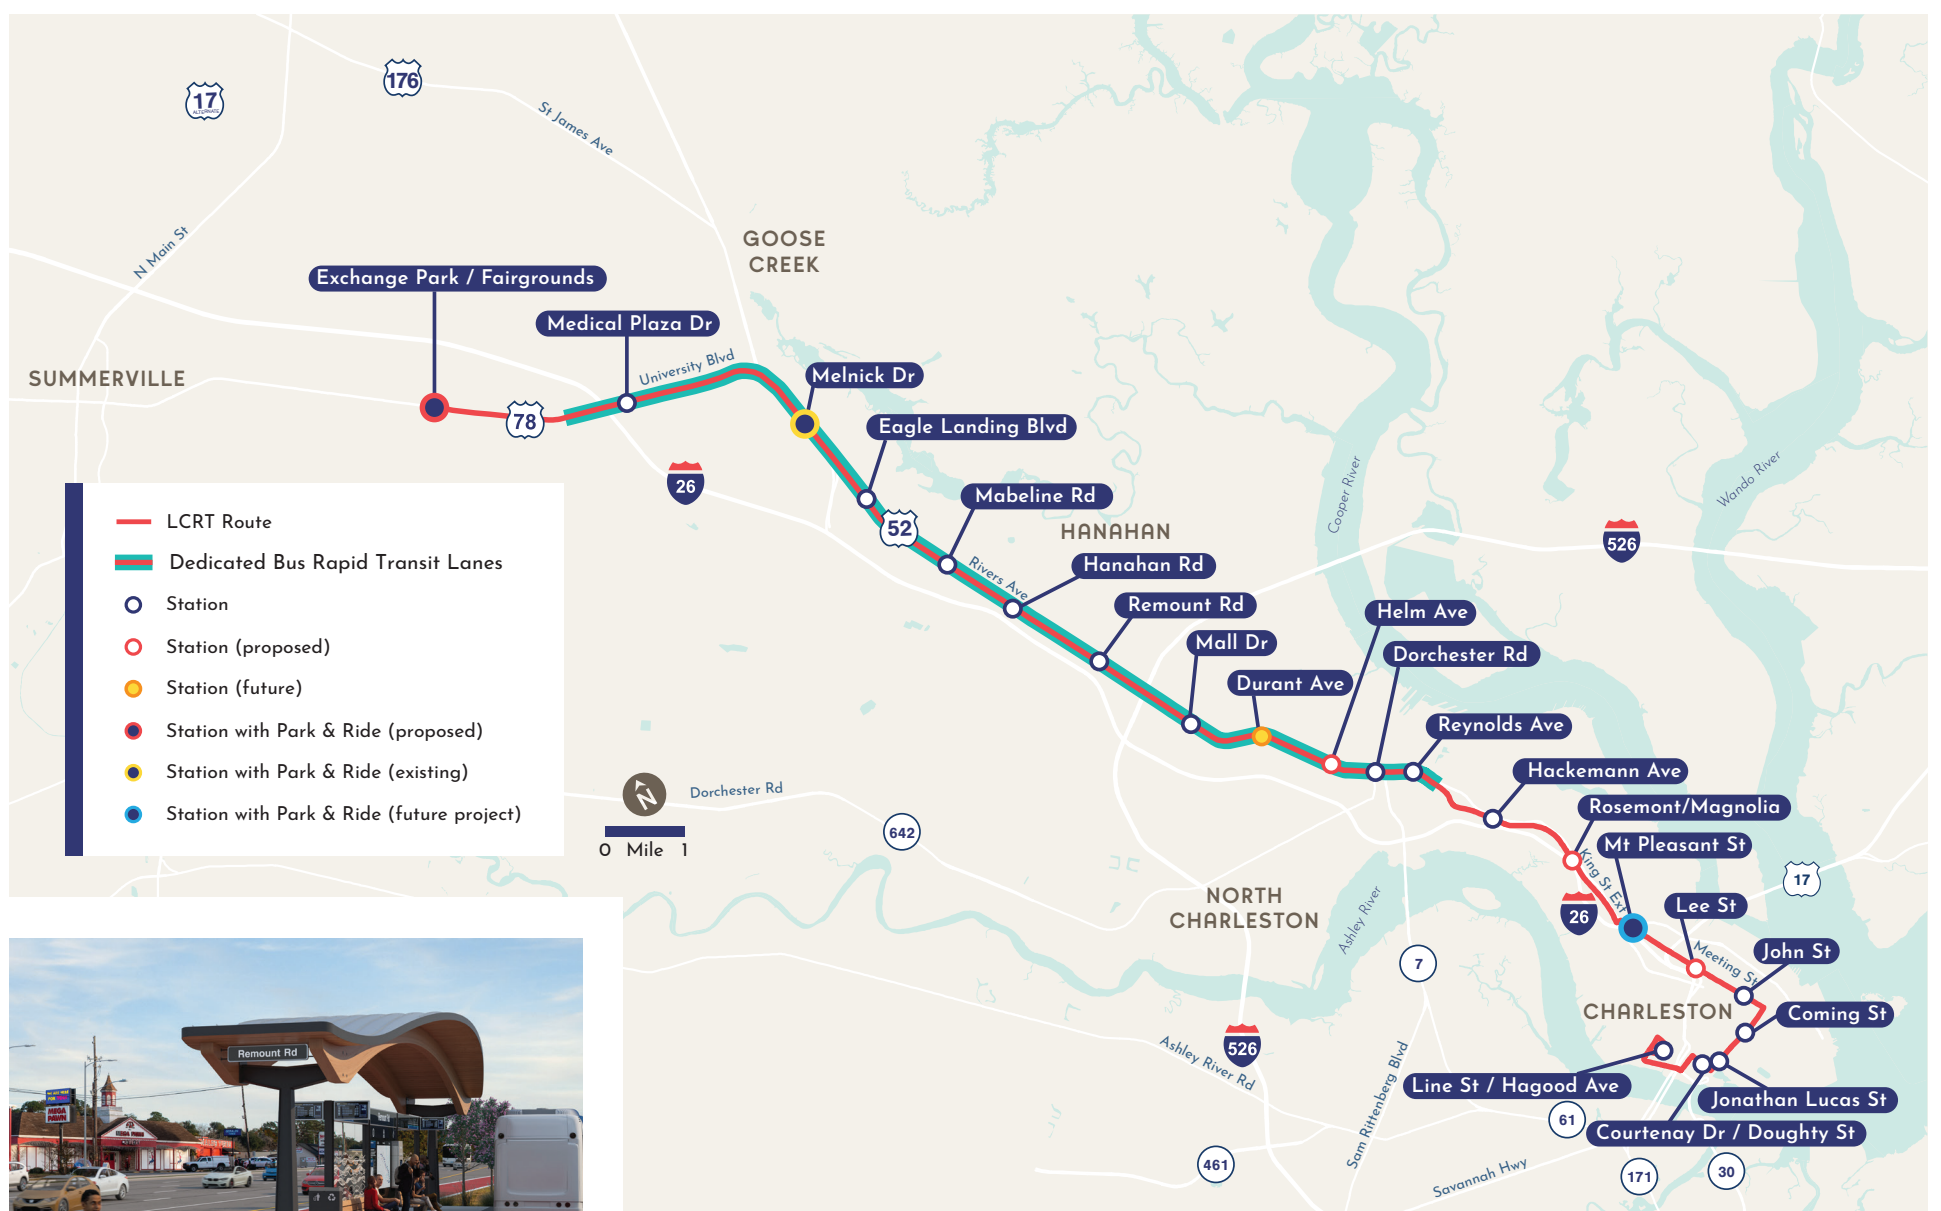 17
ALTERNATE
176
St James Ave
N Main St
GOOSE
CREEK
Exchange Park / Fairgrounds
Medical Plaza Dr
University Blvd
SUMMERVILLE
Melnick Dr
78
Eagle Landing Blvd
26
Mabeline Rd
52
HANAHAN
Cooper River
Wando River
526
Rivers Ave
Hanahan Rd
Remount Rd
Helm Ave
Mall Dr
Dorchester Rd
Durant Ave
Reynolds Ave
LCRT Route
Dedicated Bus Rapid Transit Lanes
Station
Station (proposed)
Station (future)
Station with Park & Ride (proposed)
Station with Park & Ride (existing)
Station with Park & Ride (future project)
N
0 Mile 1
Dorchester Rd
642
Hackemann Ave
Rosemont/Magnolia
Mt Pleasant St
King St Ext
17
NORTH
CHARLESTON
Ashley River
26
Lee St
Meeting St
John St
7
CHARLESTON
Coming St
526
Ashley River Rd
Sam Rittenberg Blvd
Line St / Hagood Ave
Jonathan Lucas St
61
Courtenay Dr / Doughty St
461
Savannah Hwy
171
30
Remount Rd
MEGA
PAWN